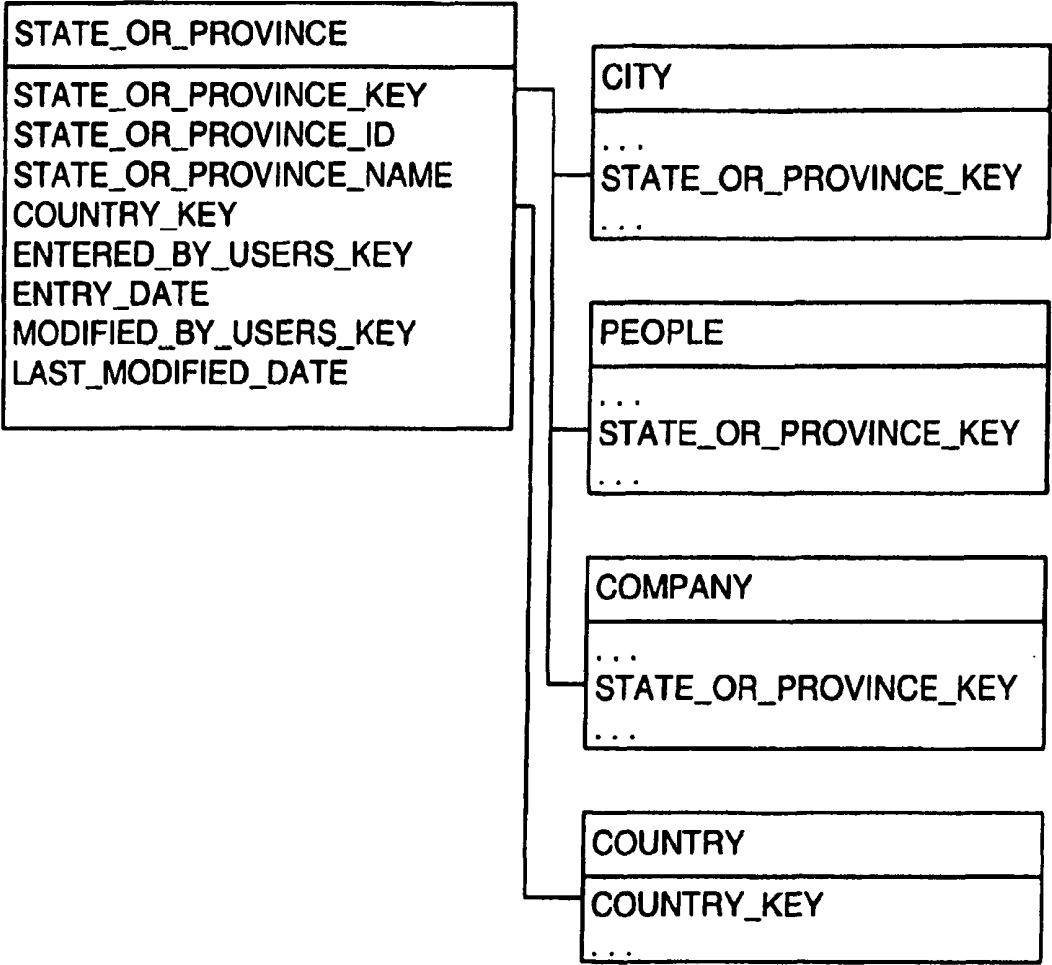 STATE_OR_PROVINCE
STATE_OR_PROVINCE_KEY
STATE_OR_PROVINCE_ID
STATE_OR_PROVINCE_NAME
COUNTRY_KEY
ENTERED_BY_USERS_KEY
ENTRY_DATE
MODIFIED_BY_USERS_KEY
LAST_MODIFIED_DATE
CITY
. . .
STATE_OR_PROVINCE_KEY
. . .
PEOPLE
. . .
STATE_OR_PROVINCE_KEY
. . .
COMPANY
. . .
STATE_OR_PROVINCE_KEY
. . .
COUNTRY
COUNTRY_KEY
. . .